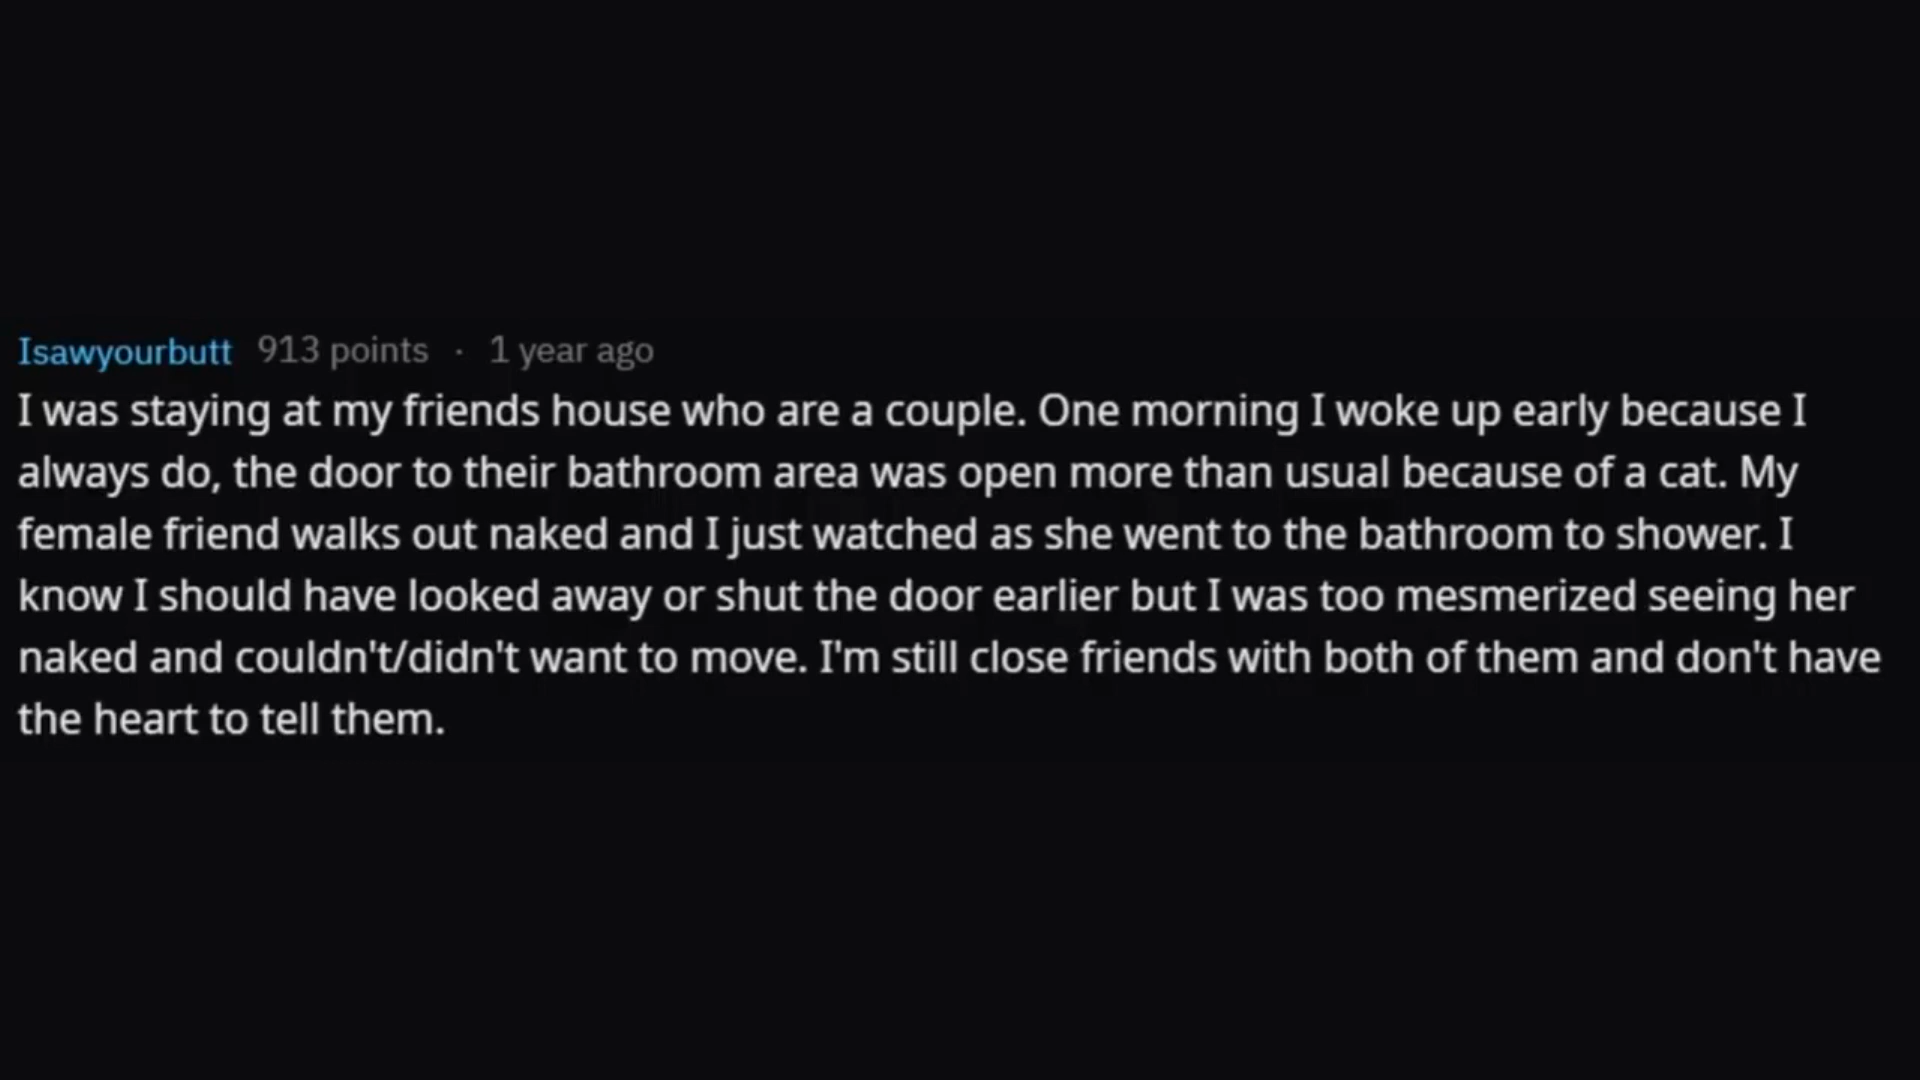 Isawyourbutt 913 points · 1 year ago
I was staying at my friends house who are a couple. One morning I woke up early because I
always do, the door to their bathroom area was open more than usual because of a cat. My
female friend walks out naked and I just watched as she went to the bathroom to shower. I
know I should have looked away or shut the door earlier but I was too mesmerized seeing her
naked and couldn't/didn't want to move. I'm still close friends with both of them and don't have
the heart to tell them.